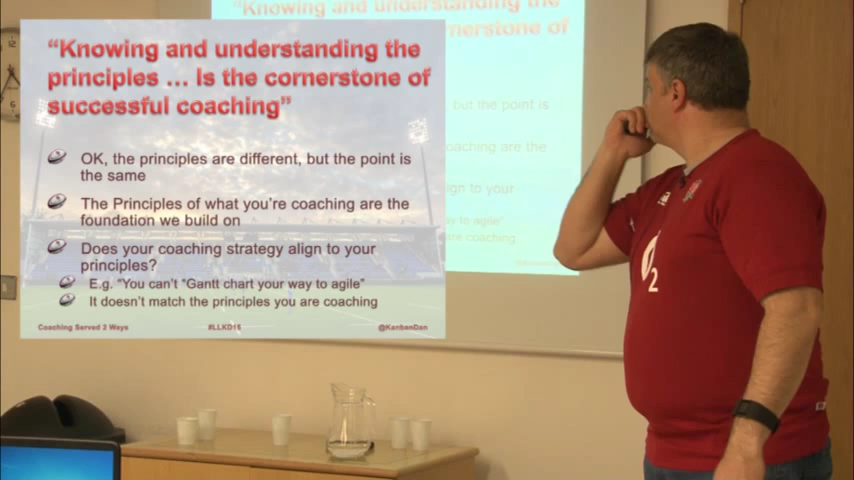 “Knowing and understanding the
principles ... Is the cornerstone of
successful coaching”
OK, the principles are different, but the point is
the same
The Principles of what you’re coaching are the
foundation we build on
Does your coaching strategy align to your
principles?
E.g. “You can’t “Gantt chart your way to agile”
It doesn’t match the principles you are coaching
Coaching Served 2 Ways
#LLKD16
@KanbanDan
“Knowing and understanding the
rnerstone of
but the point is
oaching are the
ign to your
y to agile”
are coaching
O2